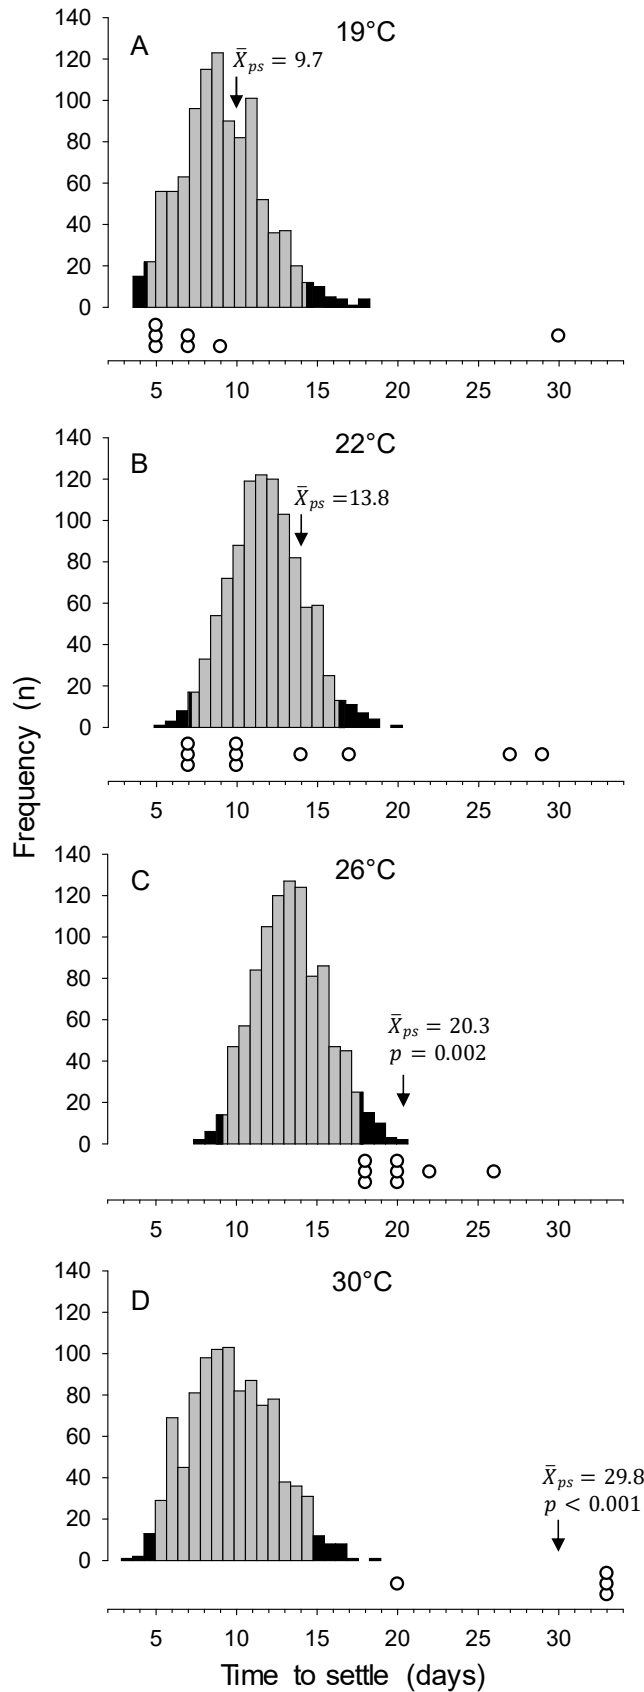 A
19°C
X̄ps = 9.7
140
120
100
80
60
40
20
0
5 10 15 20 25 30
B
22°C
X̄ps =13.8
140
120
100
80
60
40
20
0
5 10 15 20 25 30
Frequency (n)
C
26°C
X̄ps = 20.3
p = 0.002
140
120
100
80
60
40
20
0
5 10 15 20 25 30
D
30°C
X̄ps = 29.8
p < 0.001
140
120
100
80
60
40
20
0
5 10 15 20 25 30
Time to settle (days)